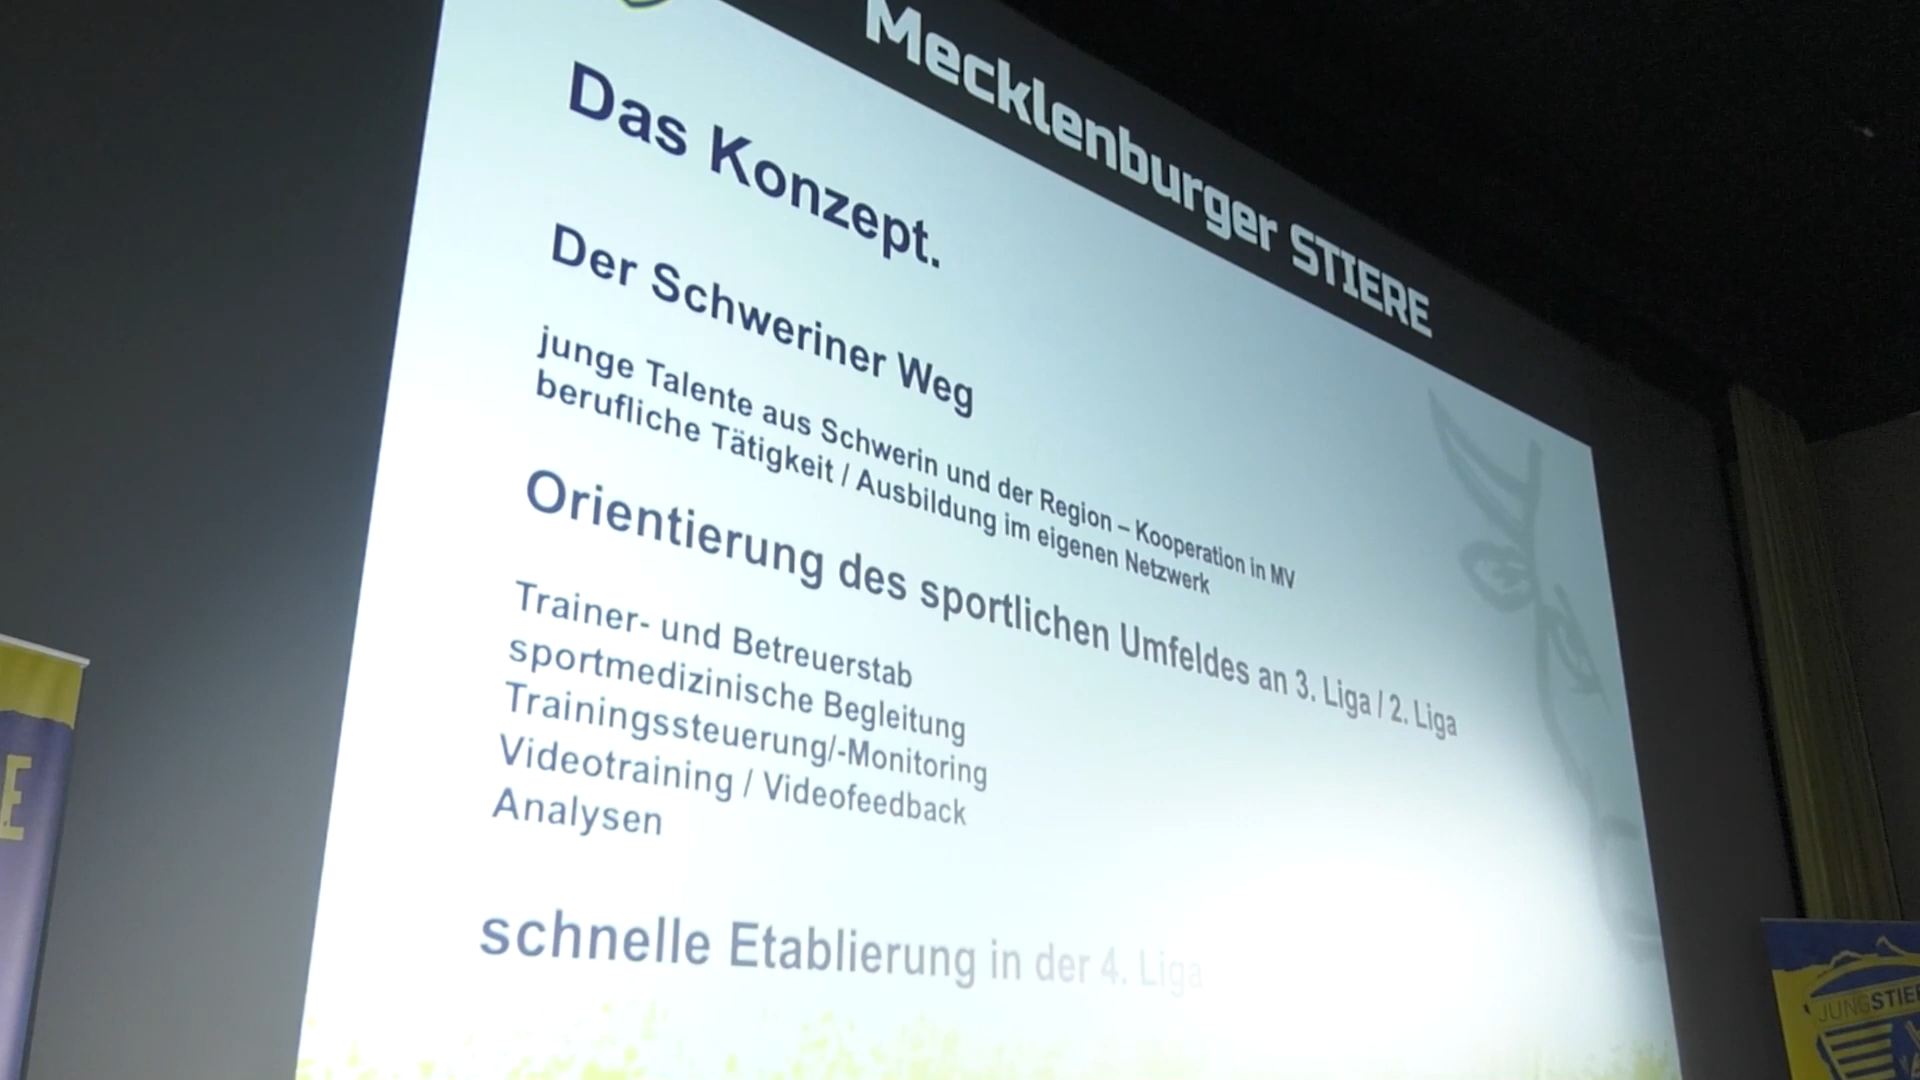 Mecklenburger STIERE
Das Konzept.
Der Schweriner Weg
junge Talente aus Schwerin und der Region – Kooperation in MV
berufliche Tätigkeit / Ausbildung im eigenen Netzwerk
Orientierung des sportlichen Umfeldes an 3. Liga / 2. Liga
Trainer- und Betreuerstab
sportmedizinische Begleitung
Trainingssteuerung/-Monitoring
Videotraining / Videofeedback
Analysen
schnelle Etablierung in der 4. Liga
E
JUNGSTIER